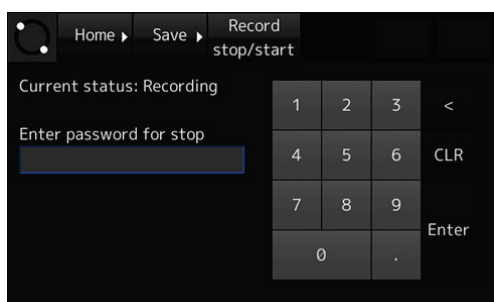 Home Save Record
stop/start
Current status: Recording
Enter password for stop
1 2 3 <
4 5 6 CLR
7 8 9
Enter
0 .